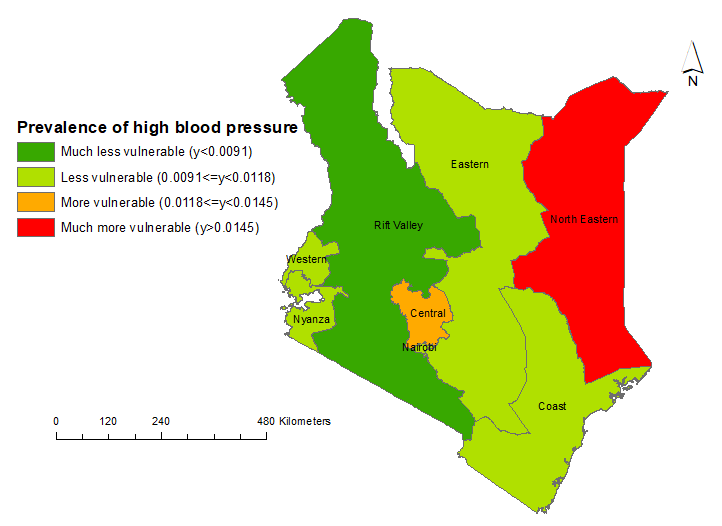 N
Prevalence of high blood pressure
Much less vulnerable (y<0.0091)
Less vulnerable (0.0091<=y<0.0118)
More vulnerable (0.0118<=y<0.0145)
Much more vulnerable (y>0.0145)
Eastern
North Eastern
Rift Valley
Western
Central
Nyanza
Nairobi
Coast
0 120 240 480 Kilometers